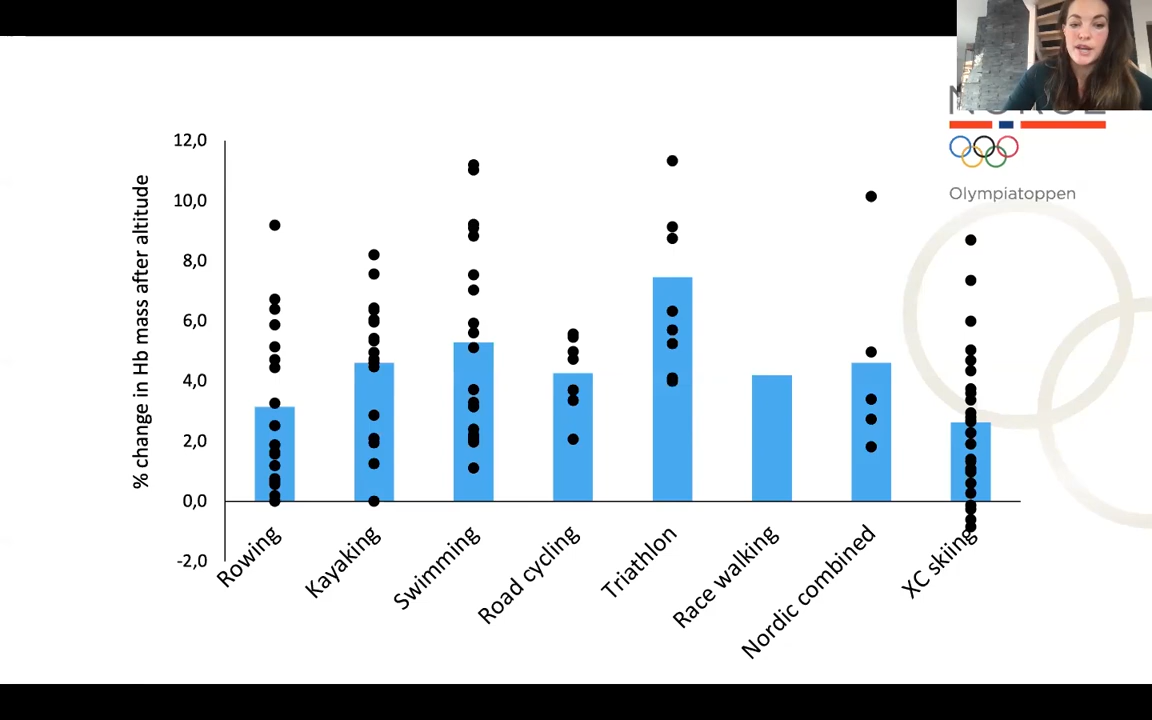 12,0
10,0
8,0
6,0
4,0
2,0
0,0
-2,0
% change in Hb mass after altitude
Rowing
Kayaking
Swimming
Road cycling
Triathlon
Race walking
Nordic combined
XC skiing
Olympiatoppen